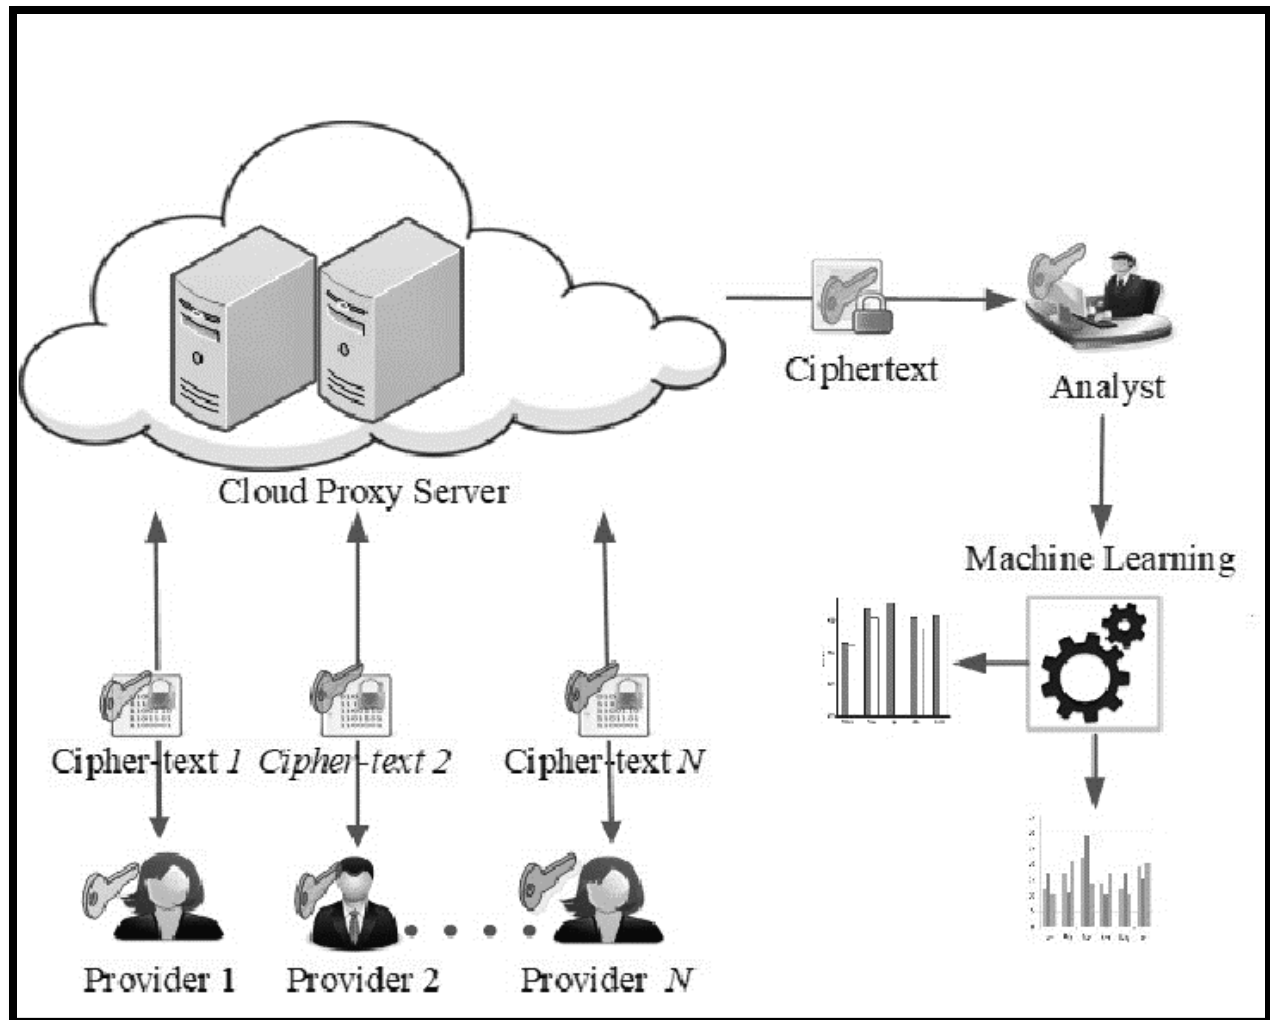 Cloud Proxy Server
Ciphertext
Analyst
Machine Learning
Cipher-text 1
Cipher-text 2
Cipher-text N
Provider 1
Provider 2
Provider N